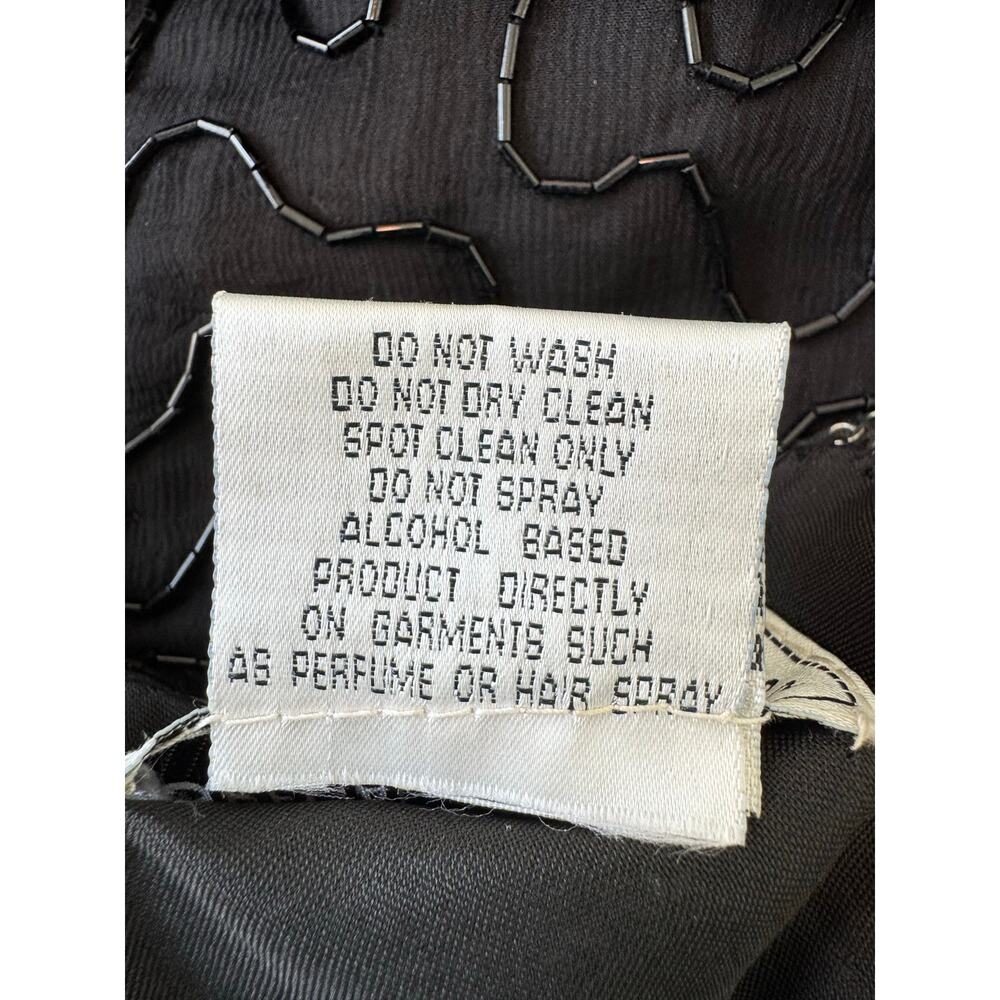 DO NOT WASH
DO NOT DRY CLEAN
SPOT CLEAN ONLY
DO NOT SPRAY
ALCOHOL BASED
PRODUCT DIRECTLY
ON GARMENTS SUCH
AS PERFUME OR HAIR SPRAY